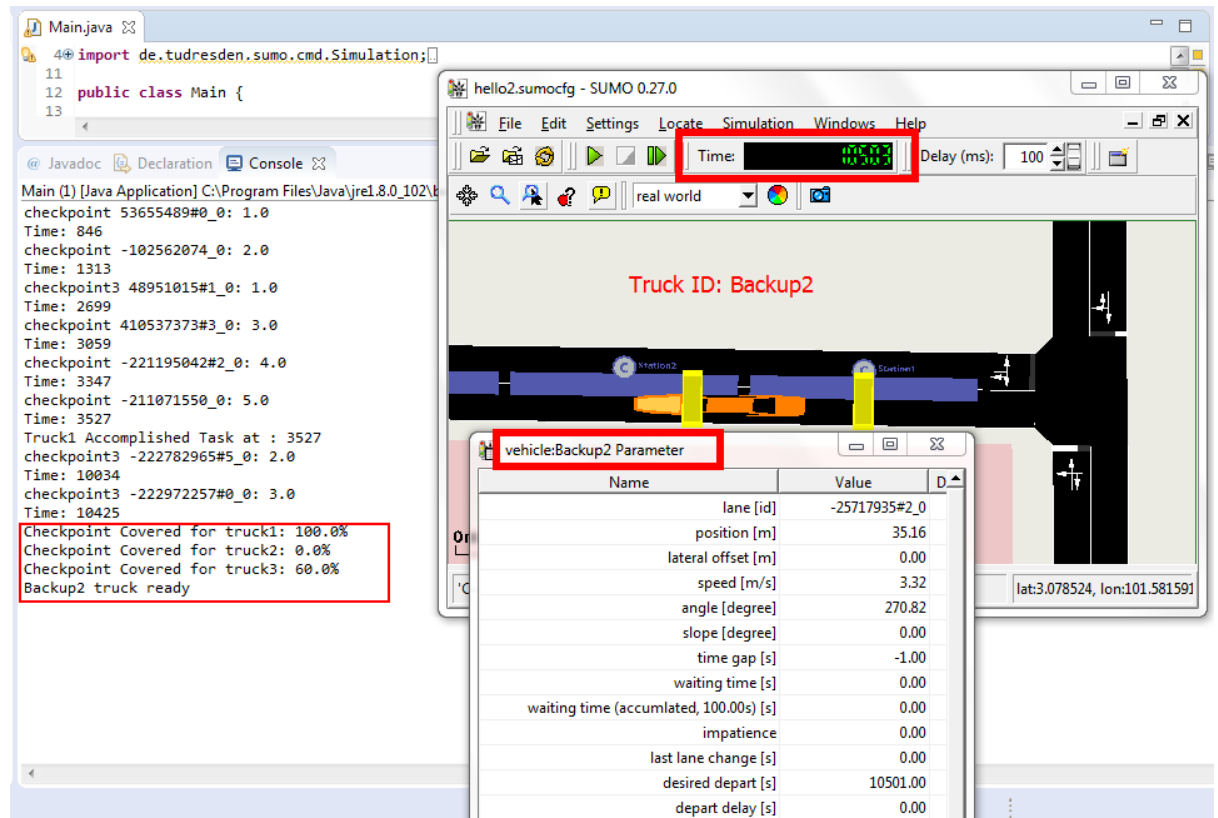 Main.java
4 import de.tudresden.sumo.cmd.Simulation;
11
12 public class Main {
13
@ Javadoc Declaration Console
Main (1) [Java Application] C:\Program Files\Java\jre1.8.0_102\b
checkpoint 53655489#0_0: 1.0
Time: 846
checkpoint -102562074_0: 2.0
Time: 1313
checkpoint3 48951015#1_0: 1.0
Time: 2699
checkpoint 410537373#3_0: 3.0
Time: 3059
checkpoint -221195042#2_0: 4.0
Time: 3347
checkpoint -211071550_0: 5.0
Time: 3527
Truck1 Accomplished Task at : 3527
checkpoint3 -222782965#5_0: 2.0
Time: 10034
checkpoint3 -222972257#0_0: 3.0
Time: 10425
Checkpoint Covered for truck1: 100.0%
Checkpoint Covered for truck2: 0.0%
Checkpoint Covered for truck3: 60.0%
Backup2 truck ready
hello2.sumocfg - SUMO 0.27.0
File Edit Settings Locate Simulation Windows Help
Time: 10503 Delay (ms): 100
real world
Truck ID: Backup2
C Station2
C
Or
'C
lat:3.078524, lon:101.581591
vehicle:Backup2 Parameter
Name Value D
lane [id] -25717935#2_0
position [m] 35.16
lateral offset [m] 0.00
speed [m/s] 3.32
angle [degree] 270.82
slope [degree] 0.00
time gap [s] -1.00
waiting time [s] 0.00
waiting time (accumlated, 100.00s) [s] 0.00
impatience 0.00
last lane change [s] 0.00
desired depart [s] 10501.00
depart delay [s] 0.00